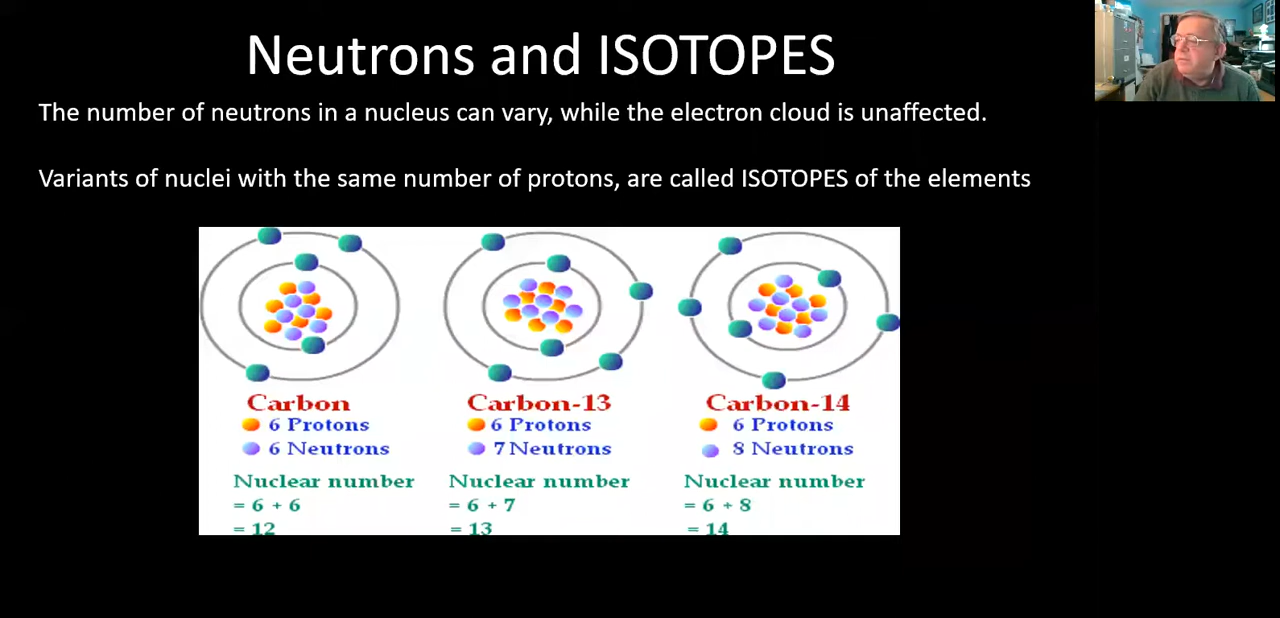 Neutrons and ISOTOPES
The number of neutrons in a nucleus can vary, while the electron cloud is unaffected.
Variants of nuclei with the same number of protons, are called ISOTOPES of the elements
Carbon
6 Protons
6 Neutrons
Nuclear number
= 6 + 6
= 12
Carbon-13
6 Protons
7 Neutrons
Nuclear number
= 6 + 7
= 13
Carbon-14
6 Protons
8 Neutrons
Nuclear number
= 6 + 8
= 14